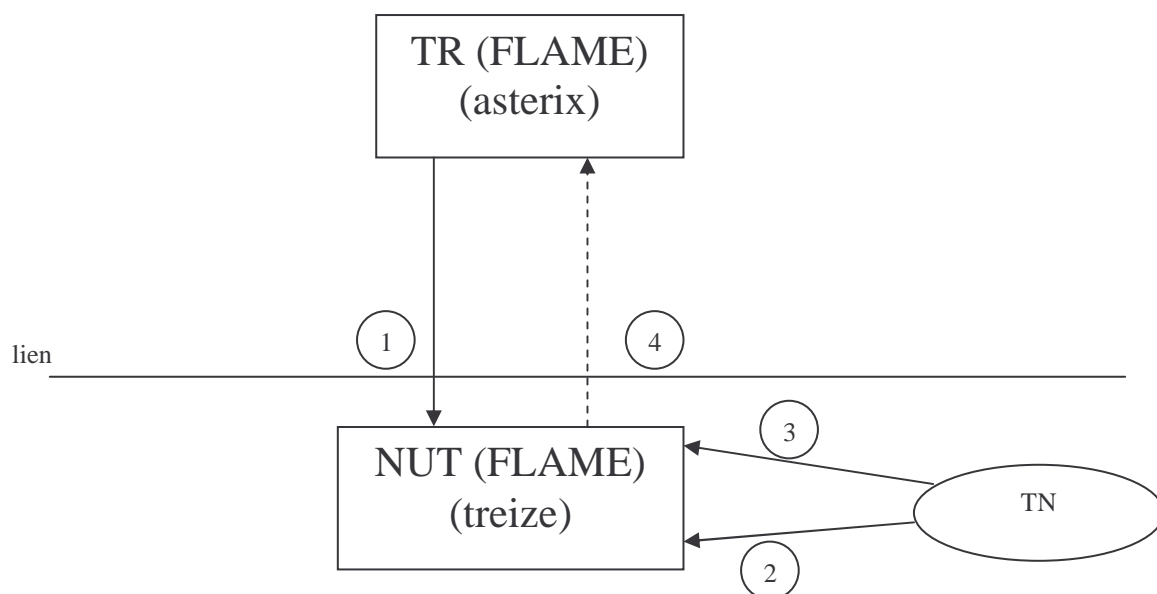 TR (FLAME)
(asterix)
1
4
lien
3
NUT (FLAME)
(treize)
TN
2